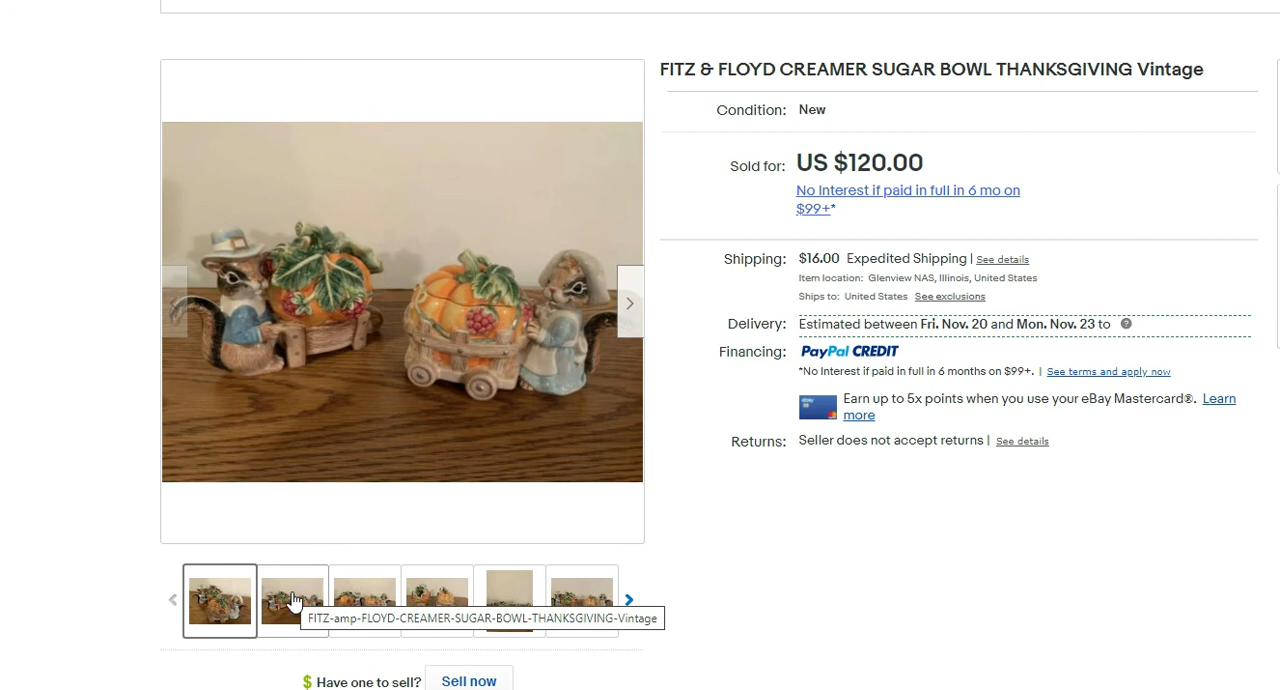 FITZ & FLOYD CREAMER SUGAR BOWL THANKSGIVING Vintage
Condition: New
Sold for: US $120.00
No Interest if paid in full in 6 mo on
$99+*
Shipping: $16.00 Expedited Shipping | See details
Item location: Glenview NAS, Illinois, United States
Ships to: United States See exclusions
Delivery: Estimated between Fri. Nov. 20 and Mon. Nov. 23 to ?
Financing: PayPal CREDIT
*No Interest if paid in full in 6 months on $99+. | See terms and apply now
ebay
Earn up to 5x points when you use your eBay Mastercard®. Learn
more
Returns: Seller does not accept returns | See details
FITZ-amp-FLOYD-CREAMER-SUGAR-BOWL-THANKSGIVING-Vintage
$ Have one to sell? Sell now